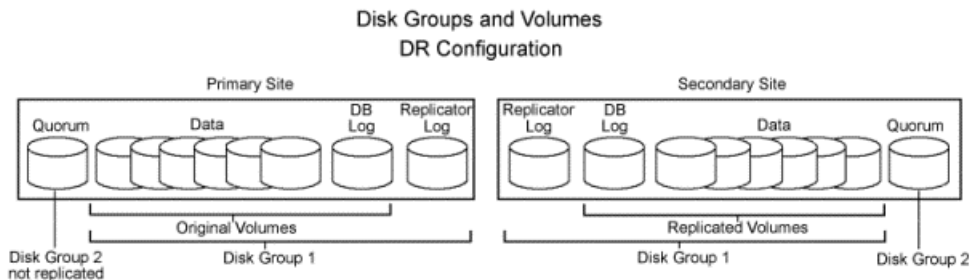 Disk Groups and Volumes
DR Configuration
Primary Site
Secondary Site
Quorum
Data
DB
Log
Replicator
Log
Replicator
Log
DB
Log
Data
Quorum
Original Volumes
Replicated Volumes
Disk Group 2
not replicated
Disk Group 1
Disk Group 1
Disk Group 2